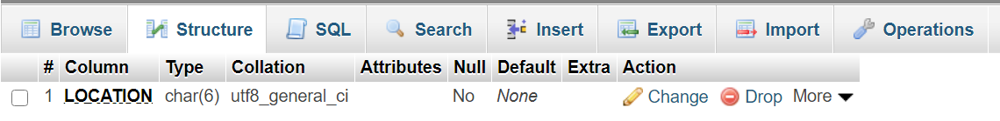 Browse Structure SQL Search Insert Export Import Operations
# Column Type Collation Attributes Null Default Extra Action
1 LOCATION char(6) utf8_general_ci No None Change Drop More